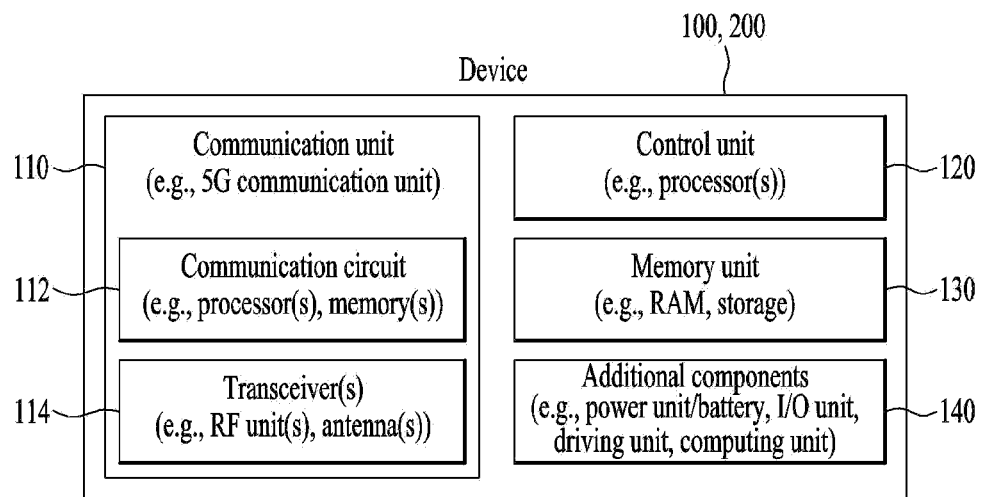 100, 200
Device
110
Communication unit
(e.g., 5G communication unit)
112
Communication circuit
(e.g., processor(s), memory(s))
114
Transceiver(s)
(e.g., RF unit(s), antenna(s))
Control unit
(e.g., processor(s))
120
Memory unit
(e.g., RAM, storage)
130
Additional components
(e.g., power unit/battery, I/O unit,
driving unit, computing unit)
140